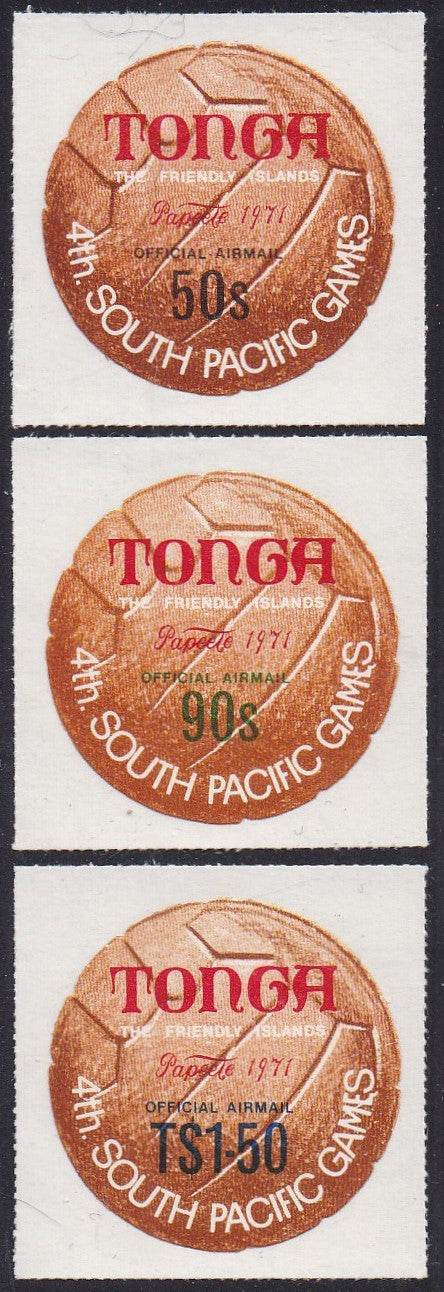 TONGA
THE FRIENDLY ISLANDS
Papeete 1971
OFFICIAL AIRMAIL
50s
4th. SOUTH PACIFIC GAMES
TONGA
THE FRIENDLY ISLANDS
Papeete 1971
OFFICIAL AIRMAIL
90s
4th. SOUTH PACIFIC GAMES
TONGA
THE FRIENDLY ISLANDS
Papeete 1971
OFFICIAL AIRMAIL
T$1·50
4th. SOUTH PACIFIC GAMES